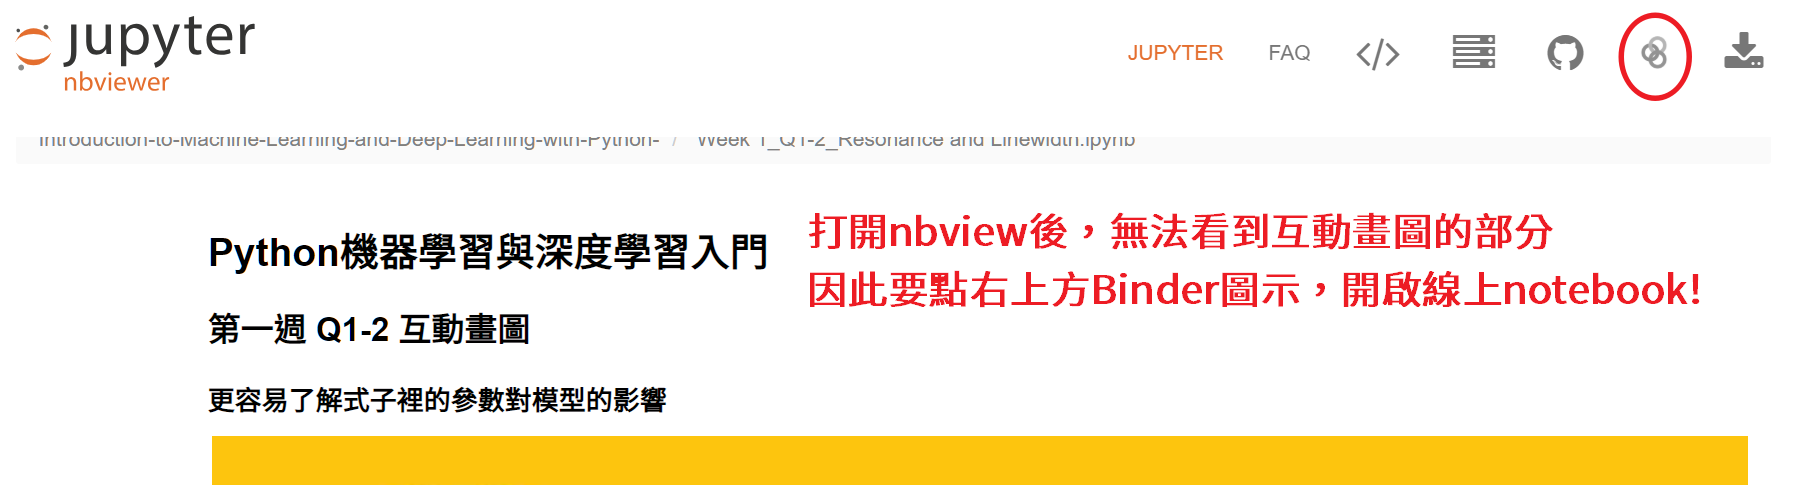 jupyter
nbviewer
JUPYTER FAQ </>
Introduction-to-Machine-Learning-and-Deep-Learning-with-Python- / Week 1_Q1-2_Resonance and Linewidth.ipynb
Python機器學習與深度學習入門
打開nbview後，無法看到互動畫圖的部分
因此要點右上方Binder圖示，開啟線上notebook!
第一週 Q1-2 互動畫圖
更容易了解式子裡的參數對模型的影響